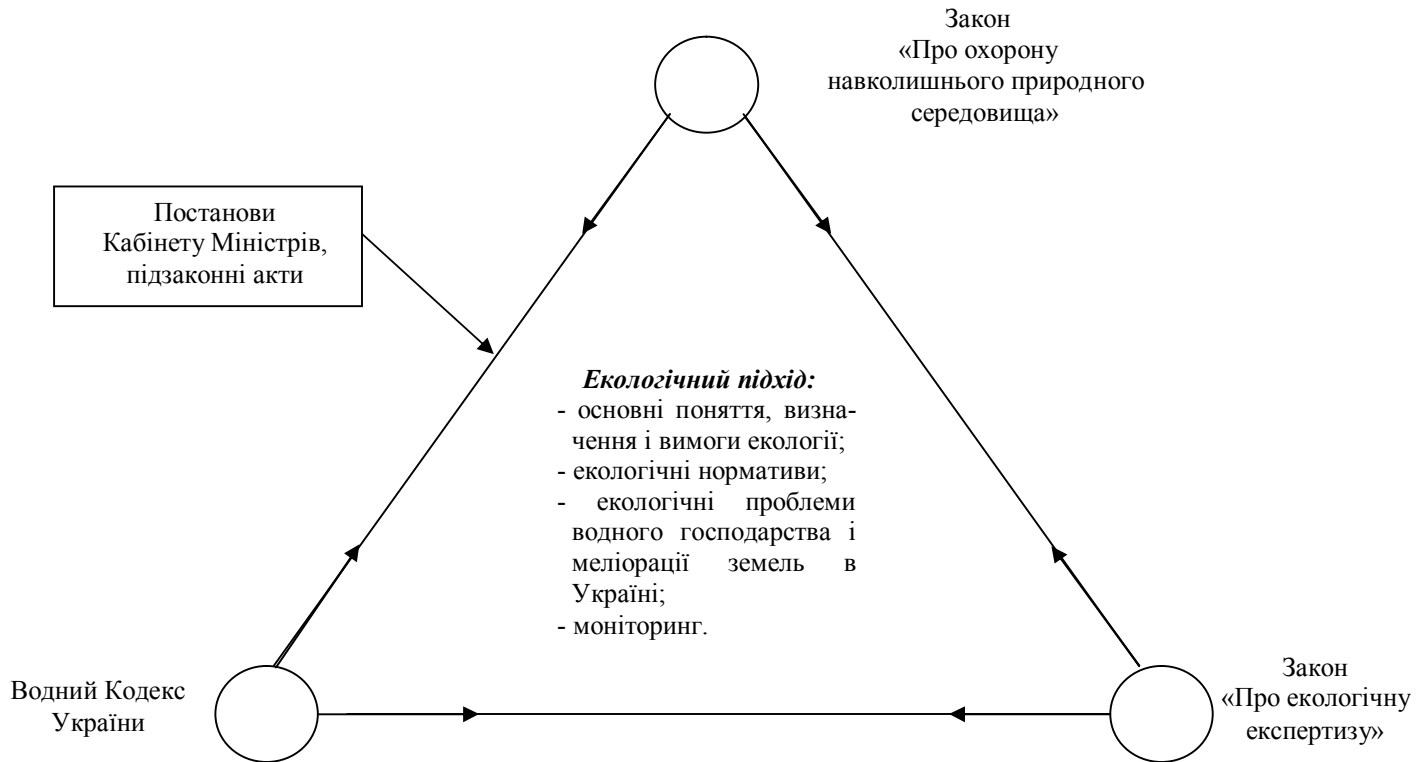 Закон
«Про охорону
навколишнього природного
середовища»
Постанови
Кабінету Міністрів,
підзаконні акти
Екологічний підхід:
- основні поняття, визна-
чення і вимоги екології;
- екологічні нормативи;
- екологічні проблеми
водного господарства і
меліорації земель в
Україні;
- моніторинг.
Водний Кодекс
України
Закон
«Про екологічну
експертизу»